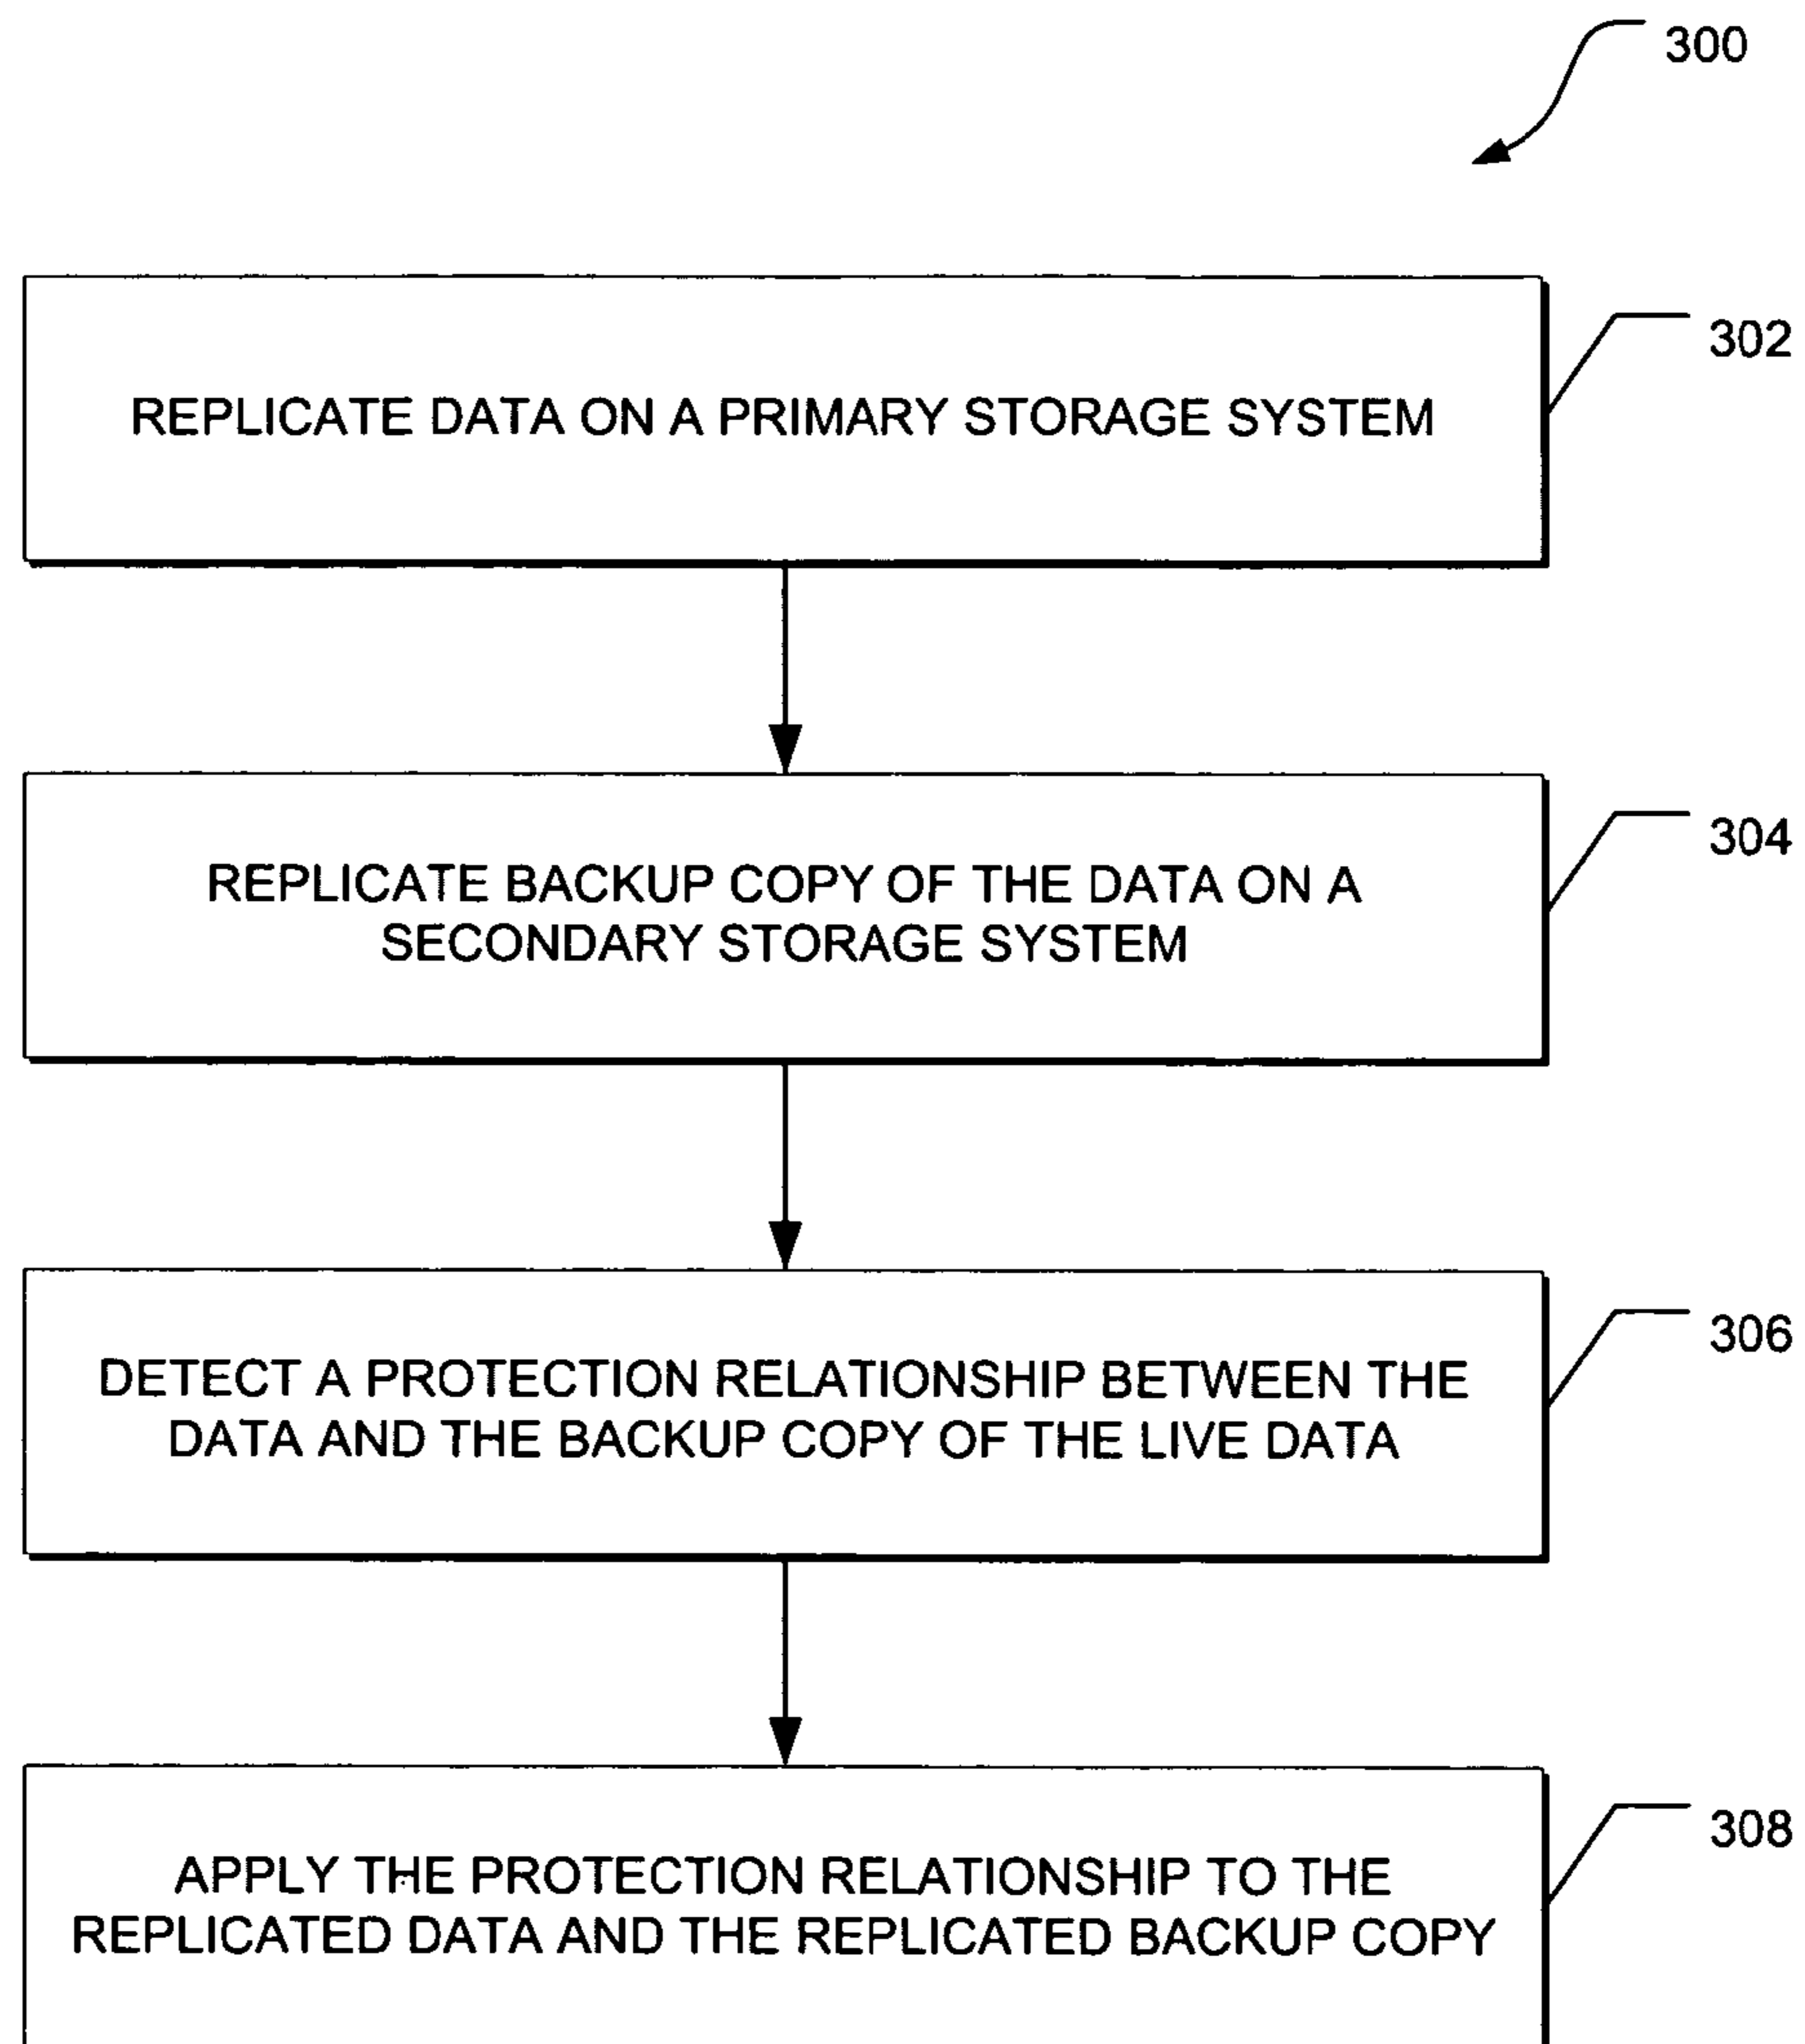 300
REPLICATE DATA ON A PRIMARY STORAGE SYSTEM
302
REPLICATE BACKUP COPY OF THE DATA ON A
SECONDARY STORAGE SYSTEM
304
DETECT A PROTECTION RELATIONSHIP BETWEEN THE
DATA AND THE BACKUP COPY OF THE LIVE DATA
306
APPLY THE PROTECTION RELATIONSHIP TO THE
REPLICATED DATA AND THE REPLICATED BACKUP COPY
308